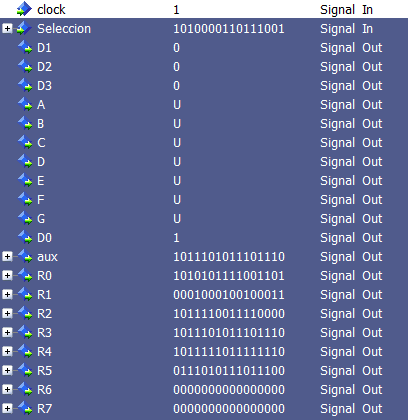 clock 1 Signal In
Seleccion 1010000110111001 Signal In
D1 0 Signal Out
D2 0 Signal Out
D3 0 Signal Out
A U Signal Out
B U Signal Out
C U Signal Out
D U Signal Out
E U Signal Out
F U Signal Out
G U Signal Out
D0 1 Signal Out
aux 1011101011101110 Signal Out
R0 1010101111001101 Signal Out
R1 0001000100100011 Signal Out
R2 1011110011110000 Signal Out
R3 1011101011101110 Signal Out
R4 1011111011111110 Signal Out
R5 0111010111011100 Signal Out
R6 0000000000000000 Signal Out
R7 0000000000000000 Signal Out